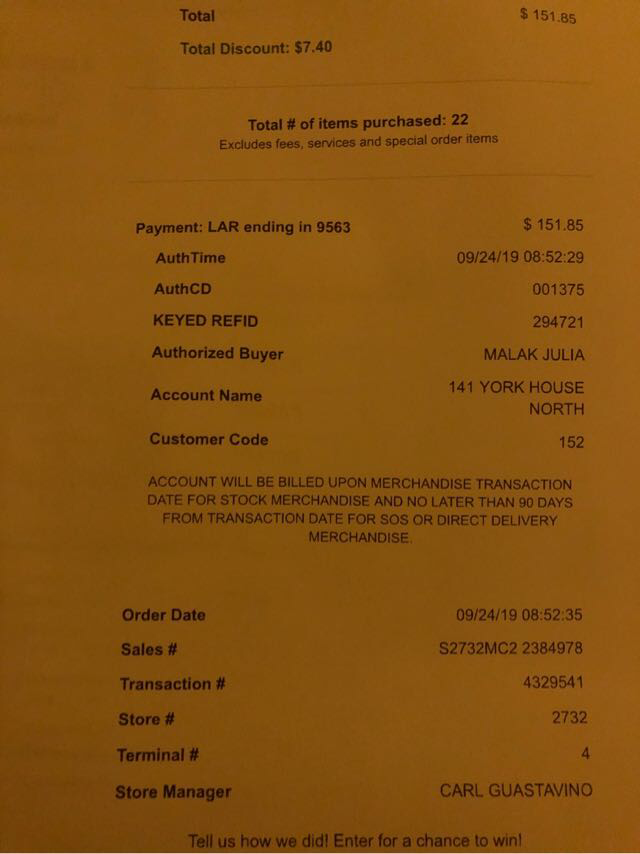 Total $ 151.85
Total Discount: $7.40
Total # of items purchased: 22
Excludes fees, services and special order items
Payment: LAR ending in 9563 $ 151.85
AuthTime 09/24/19 08:52:29
AuthCD 001375
KEYED REFID 294721
Authorized Buyer MALAK JULIA
Account Name 141 YORK HOUSE
NORTH
Customer Code 152
ACCOUNT WILL BE BILLED UPON MERCHANDISE TRANSACTION
DATE FOR STOCK MERCHANDISE AND NO LATER THAN 90 DAYS
FROM TRANSACTION DATE FOR SOS OR DIRECT DELIVERY
MERCHANDISE.
Order Date 09/24/19 08:52:35
Sales # S2732MC2 2384978
Transaction # 4329541
Store # 2732
Terminal # 4
Store Manager CARL GUASTAVINO
Tell us how we did! Enter for a chance to win!